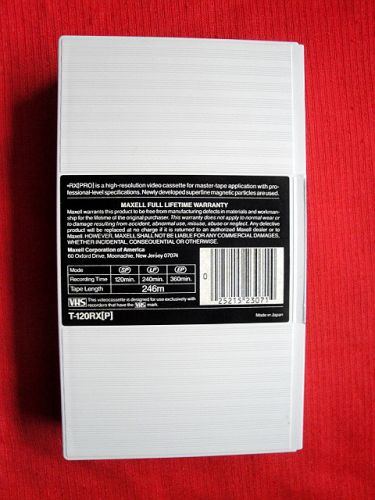 •RX[PRO] is a high-resolution video cassette for master-tape application with pro-
fessional-level specifications. Newly developed superfine magnetic particles are used.
MAXELL FULL LIFETIME WARRANTY
Maxell warrants this product to be free from manufacturing defects in materials and workman-
ship for the lifetime of the original purchaser. This warranty does not apply to normal wear or
to damage resulting from accident, abnormal use, misuse, abuse or neglect. Any defective
product will be replaced at no charge if it is returned to an authorized Maxell dealer or to
Maxell. HOWEVER, MAXELL SHALL NOT BE LIABLE FOR ANY COMMERCIAL DAMAGES,
WHETHER INCIDENTAL, CONSEQUENTIAL OR OTHERWISE.
Maxell Corporation of America
60 Oxford Drive, Moonachie, New Jersey 07074
Mode SP LP EP
Recording Time 120min. 240min. 360min.
Tape Length 246m
0 25215 23071
VHS This videocassette is designed for use exclusively with
recorders that have the VHS mark.
T-120RX[P]
Made in Japan